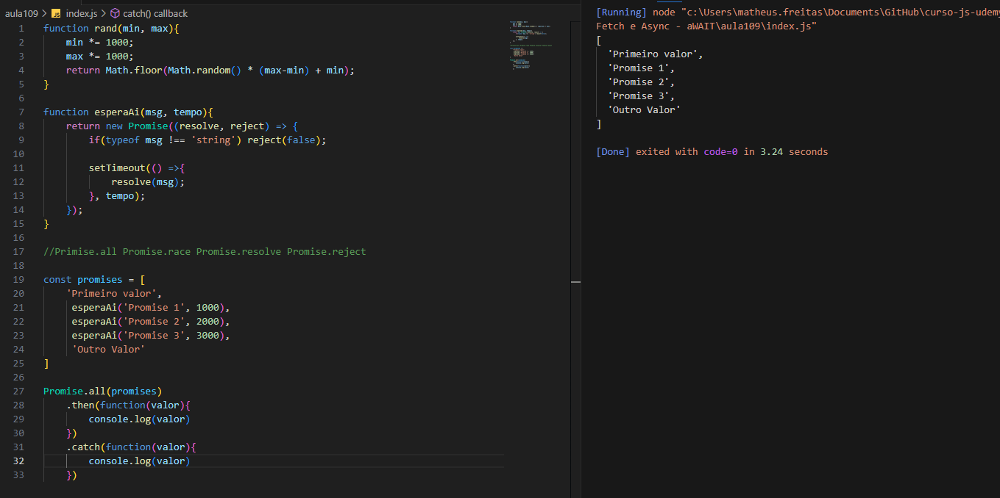 aula109 > JS index.js > catch() callback
1 function rand(min, max){
2 min *= 1000;
3 max *= 1000;
4 return Math.floor(Math.random() * (max-min) + min);
5 }
6
7 function esperaAi(msg, tempo){
8 return new Promise((resolve, reject) => {
9 if(typeof msg !== 'string') reject(false);
10
11 setTimeout(() =>{
12 resolve(msg);
13 }, tempo);
14 });
15 }
16
17 //Primise.all Promise.race Promise.resolve Promise.reject
18
19 const promises = [
20 'Primeiro valor',
21 esperaAi('Promise 1', 1000),
22 esperaAi('Promise 2', 2000),
23 esperaAi('Promise 3', 3000),
24 'Outro Valor'
25 ]
26
27 Promise.all(promises)
28 .then(function(valor){
29 console.log(valor)
30 })
31 .catch(function(valor){
32 console.log(valor)
33 })
[Running] node "c:\Users\matheus.freitas\Documents\GitHub\curso-js-udemy
Fetch e Async - aWAIT\aula109\index.js"
[
'Primeiro valor',
'Promise 1',
'Promise 2',
'Promise 3',
'Outro Valor'
]
[Done] exited with code=0 in 3.24 seconds